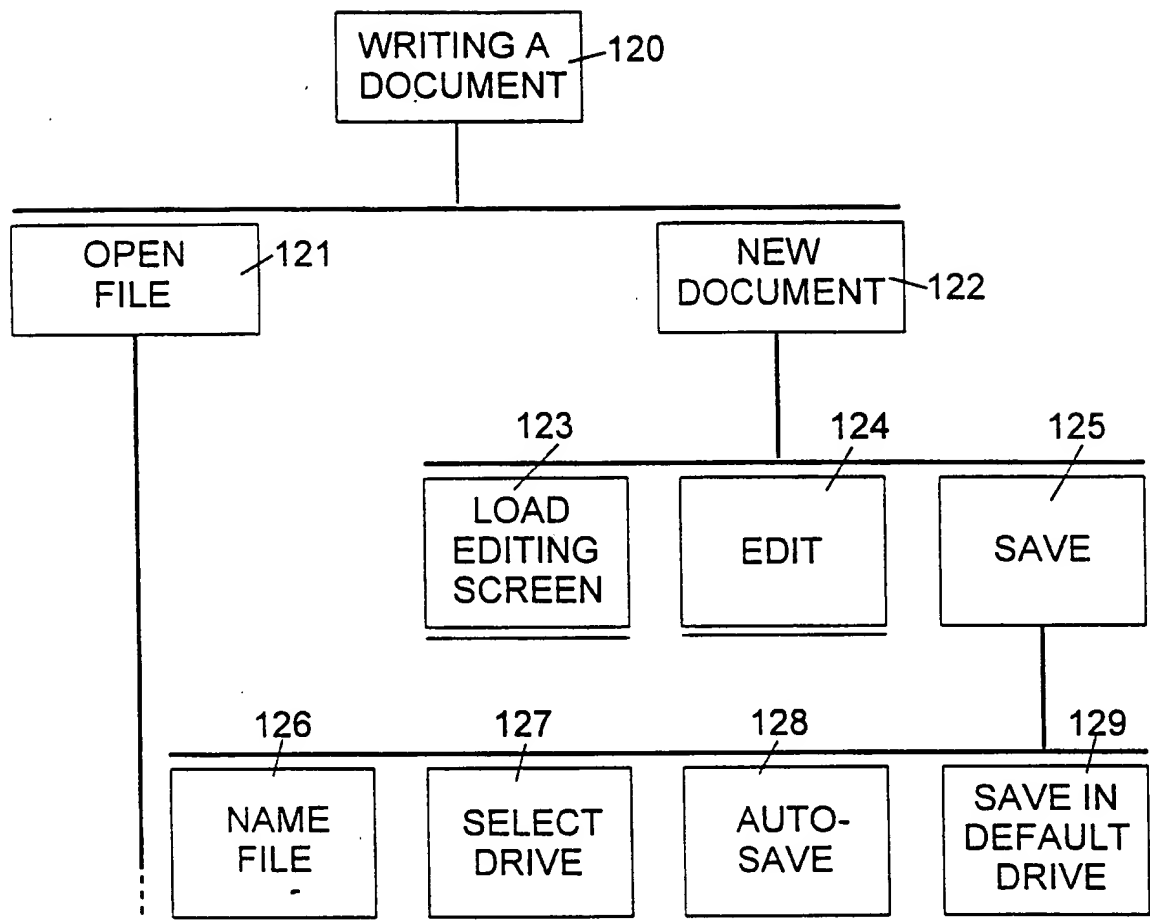 WRITING A
DOCUMENT
120
OPEN
FILE
121
NEW
DOCUMENT
122
123
124
125
LOAD
EDITING
SCREEN
EDIT
SAVE
126
127
128
129
NAME
FILE
SELECT
DRIVE
AUTO-
SAVE
SAVE IN
DEFAULT
DRIVE